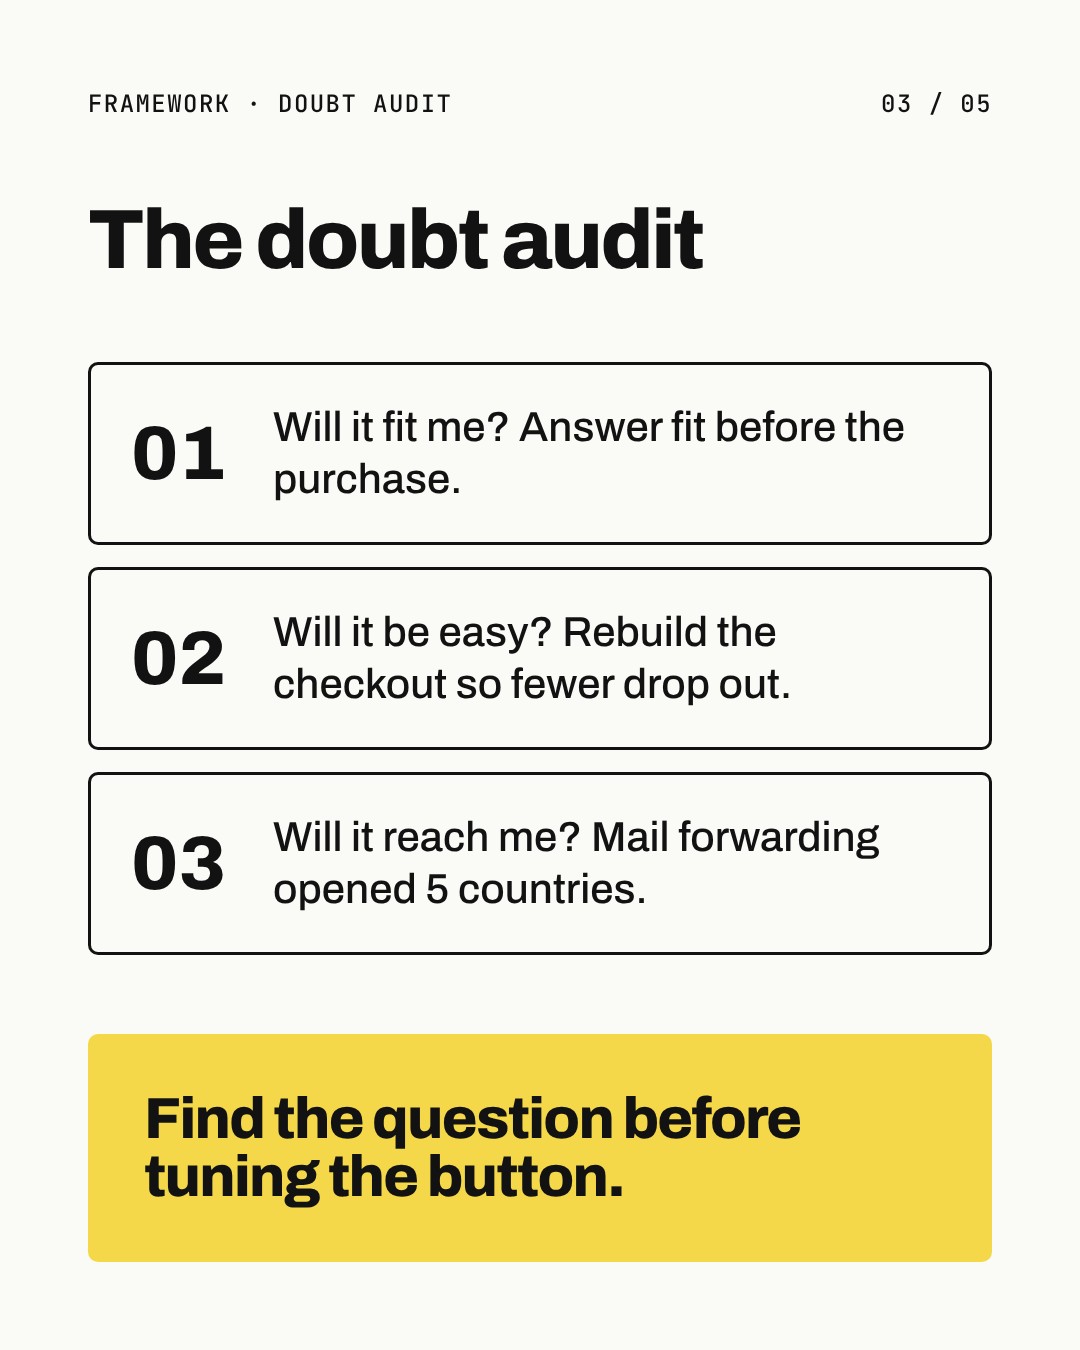 FRAMEWORK · DOUBT AUDIT
03 / 05
The doubt audit
01
Will it fit me? Answer fit before the
purchase.
02
Will it be easy? Rebuild the
checkout so fewer drop out.
03
Will it reach me? Mail forwarding
opened 5 countries.
Find the question before
tuning the button.